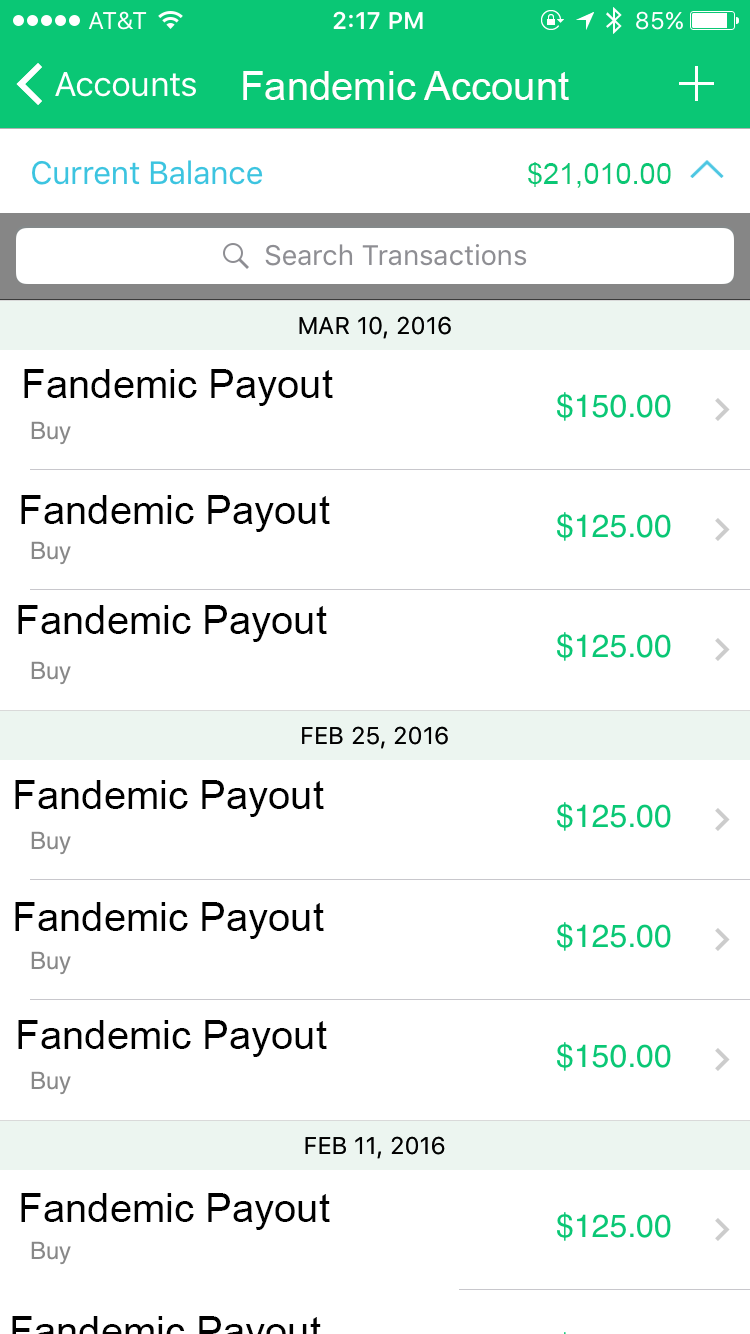 AT&T 2:17 PM 85%
Accounts Fandemic Account
Current Balance $21,010.00
Search Transactions
MAR 10, 2016
Fandemic Payout
$150.00
Buy
Fandemic Payout
$125.00
Buy
Fandemic Payout
$125.00
Buy
FEB 25, 2016
Fandemic Payout
$125.00
Buy
Fandemic Payout
$125.00
Buy
Fandemic Payout
$150.00
Buy
FEB 11, 2016
Fandemic Payout
$125.00
Buy
Fandemic Payout